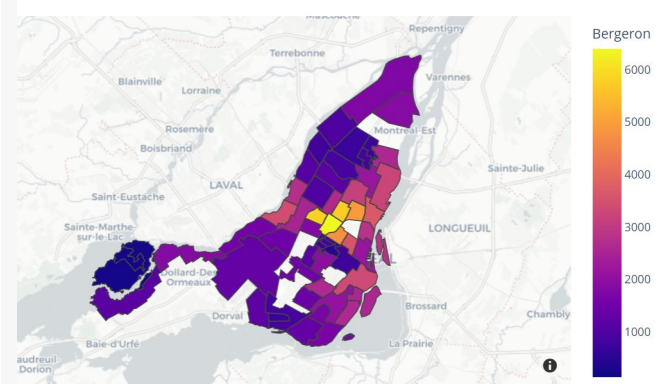 Mascouche
Repentigny
Bergeron
Terrebonne
6000
Blainville
Varennes
Lorraine
5000
Rosemère
Montréal-Est
Boisbriand
Sainte-Julie
4000
Saint-Eustache
LAVAL
Sainte-Marthe
-sur-le-Lac
LONGUEUIL
3000
Dollard-Des
Ormeaux
2000
Dorval
Brossard
Chambly
Baie-d'Urfé
La Prairie
1000
audreuil
Dorion